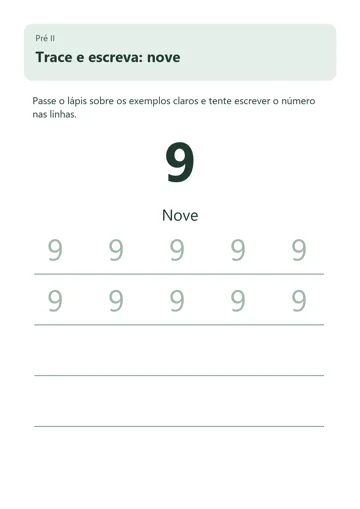 Pré II
Trace e escreva: nove
Passe o lápis sobre os exemplos claros e tente escrever o número
nas linhas.
9
Nove
9 9 9 9 9
9 9 9 9 9